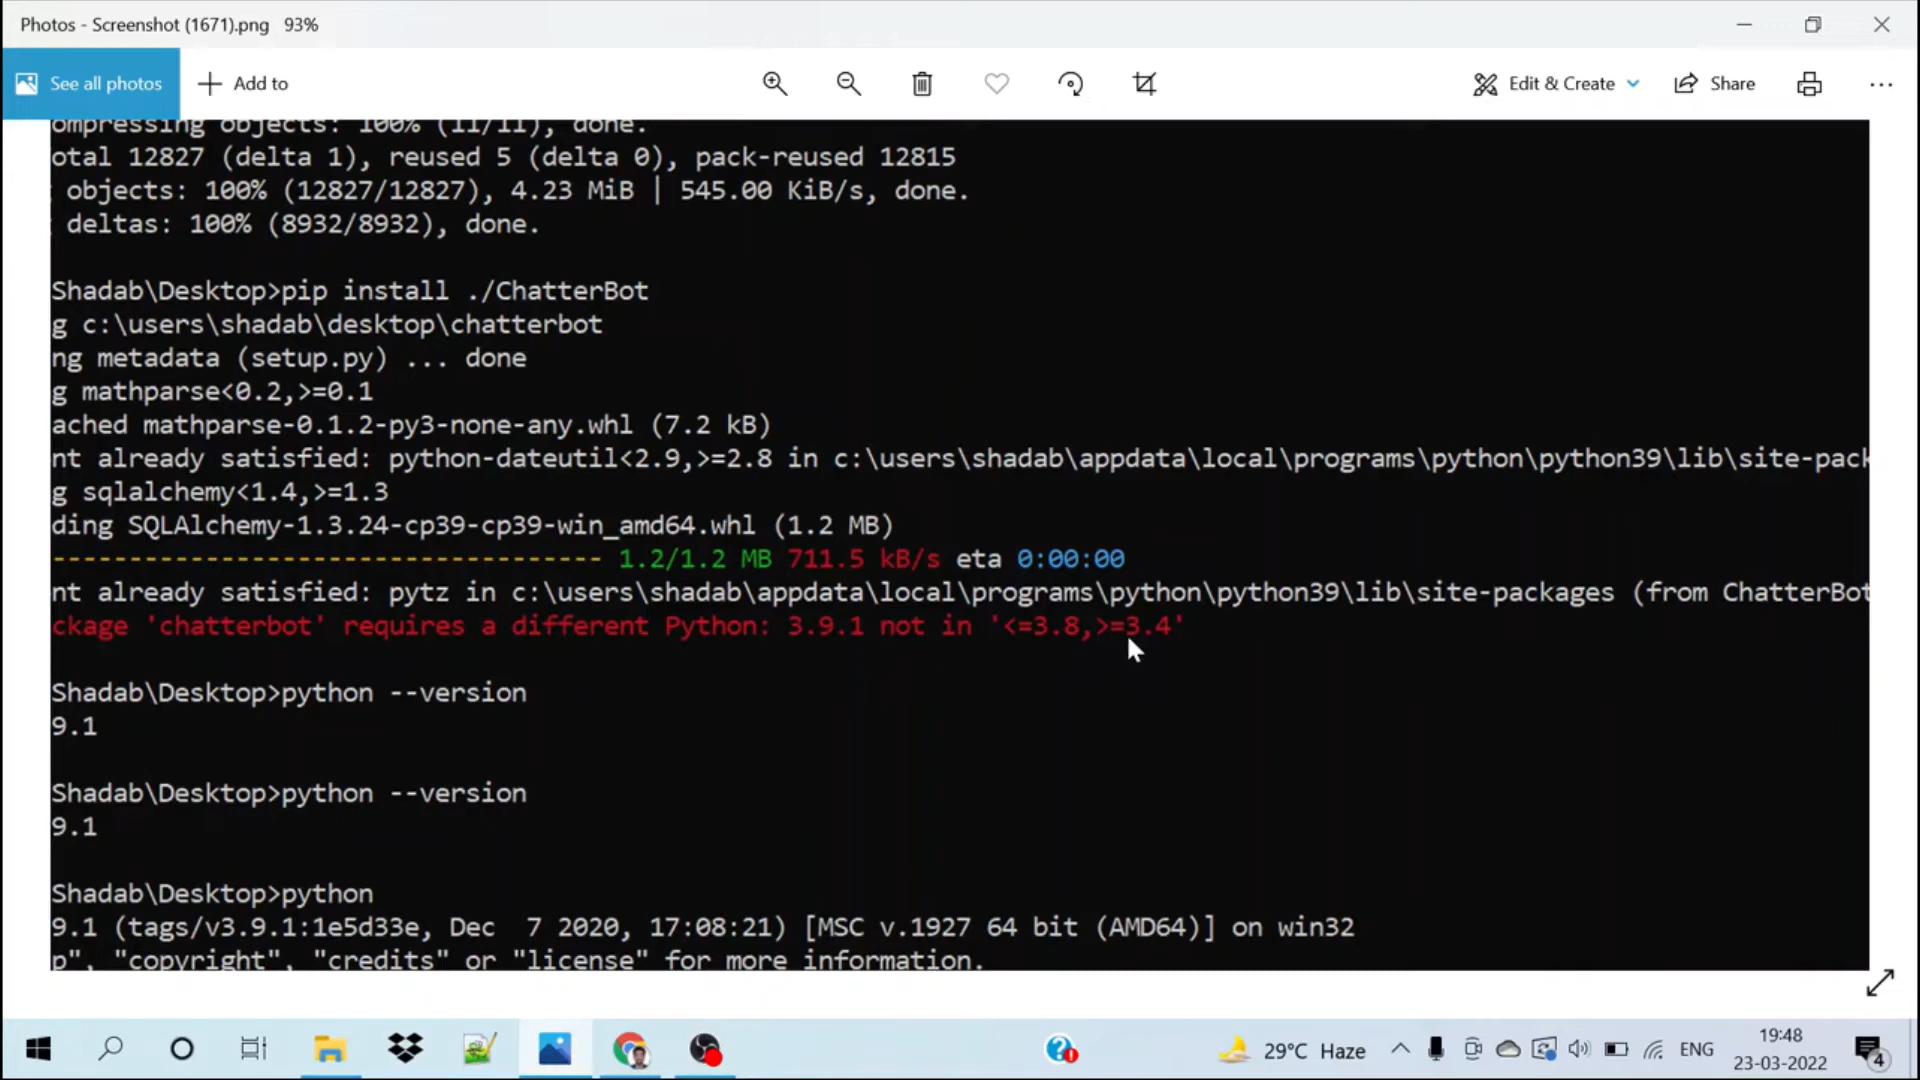 Photos - Screenshot (1671).png 93%
See all photos
Add to
Edit & Create
Share
ompressing objects: 100% (11/11), done.
otal 12827 (delta 1), reused 5 (delta 0), pack-reused 12815
objects: 100% (12827/12827), 4.23 MiB | 545.00 KiB/s, done.
deltas: 100% (8932/8932), done.
Shadab\Desktop>pip install ./ChatterBot
g c:\users\shadab\desktop\chatterbot
ng metadata (setup.py) ... done
g mathparse<0.2,>=0.1
ached mathparse-0.1.2-py3-none-any.whl (7.2 kB)
nt already satisfied: python-dateutil<2.9,>=2.8 in c:\users\shadab\appdata\local\programs\python\python39\lib\site-pack
g sqlalchemy<1.4,>=1.3
ding SQLAlchemy-1.3.24-cp39-cp39-win_amd64.whl (1.2 MB)
------------------------------------ 1.2/1.2 MB 711.5 kB/s eta 0:00:00
nt already satisfied: pytz in c:\users\shadab\appdata\local\programs\python\python39\lib\site-packages (from ChatterBot
ckage 'chatterbot' requires a different Python: 3.9.1 not in '<=3.8,>=3.4'
Shadab\Desktop>python --version
9.1
Shadab\Desktop>python --version
9.1
Shadab\Desktop>python
9.1 (tags/v3.9.1:1e5d33e, Dec  7 2020, 17:08:21) [MSC v.1927 64 bit (AMD64)] on win32
p", "copyright", "credits" or "license" for more information.
29°C Haze
ENG
19:48
23-03-2022
4